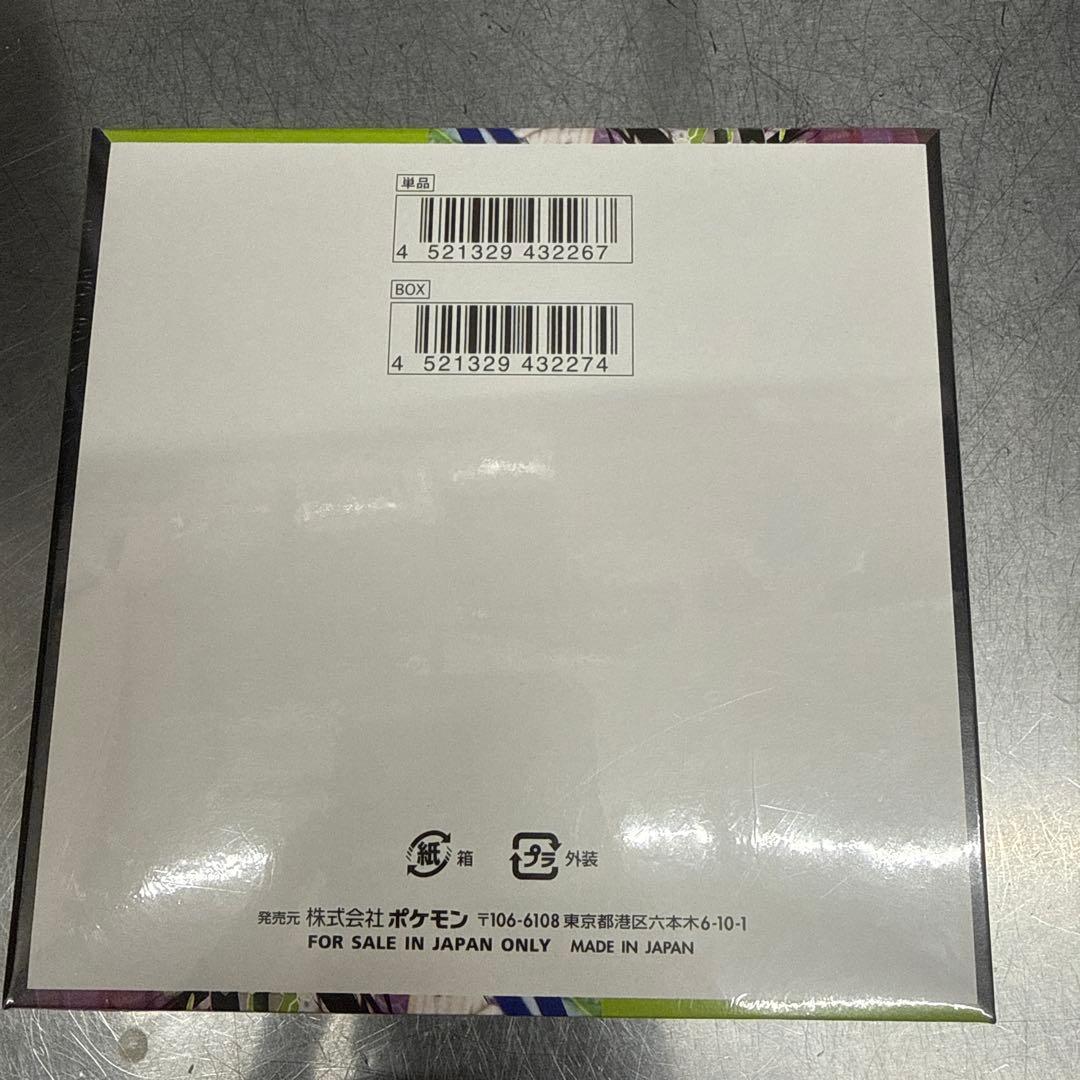 単品
4 521329 432267
BOX
4 521329 432274
紙 箱 プラ 外装
発売元 株式会社 ポケモン 〒106-6108 東京都港区六本木6-10-1
FOR SALE IN JAPAN ONLY MADE IN JAPAN